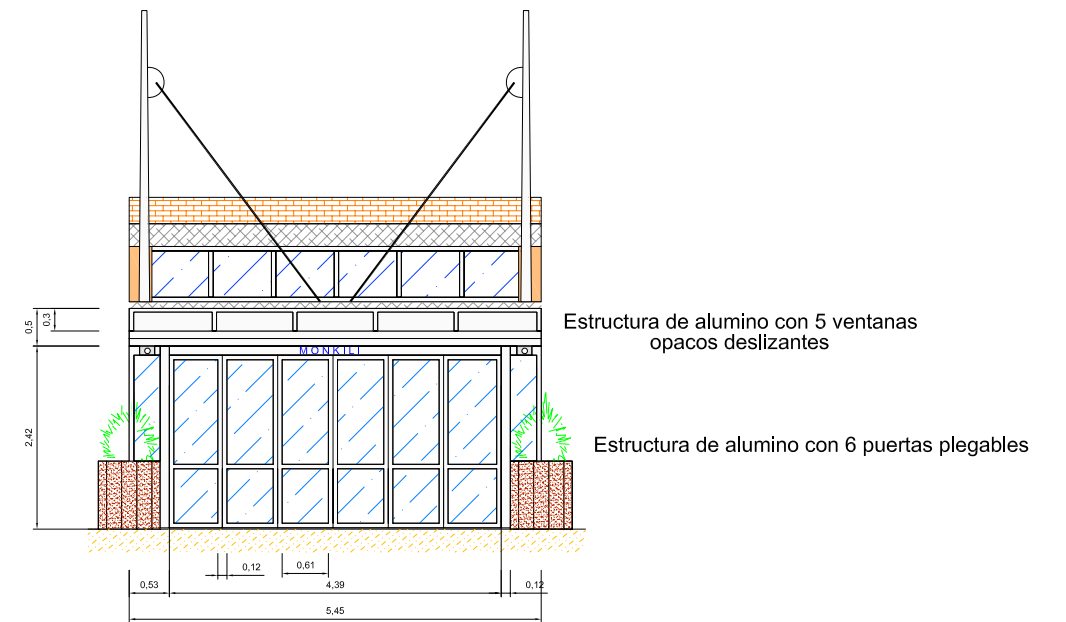 0,5
0,3
Estructura de alumino con 5 ventanas
opacos deslizantes
MONKILI
2,42
Estructura de alumino con 6 puertas plegables
0,12
0,61
0,53
4,39
0,12
5,45